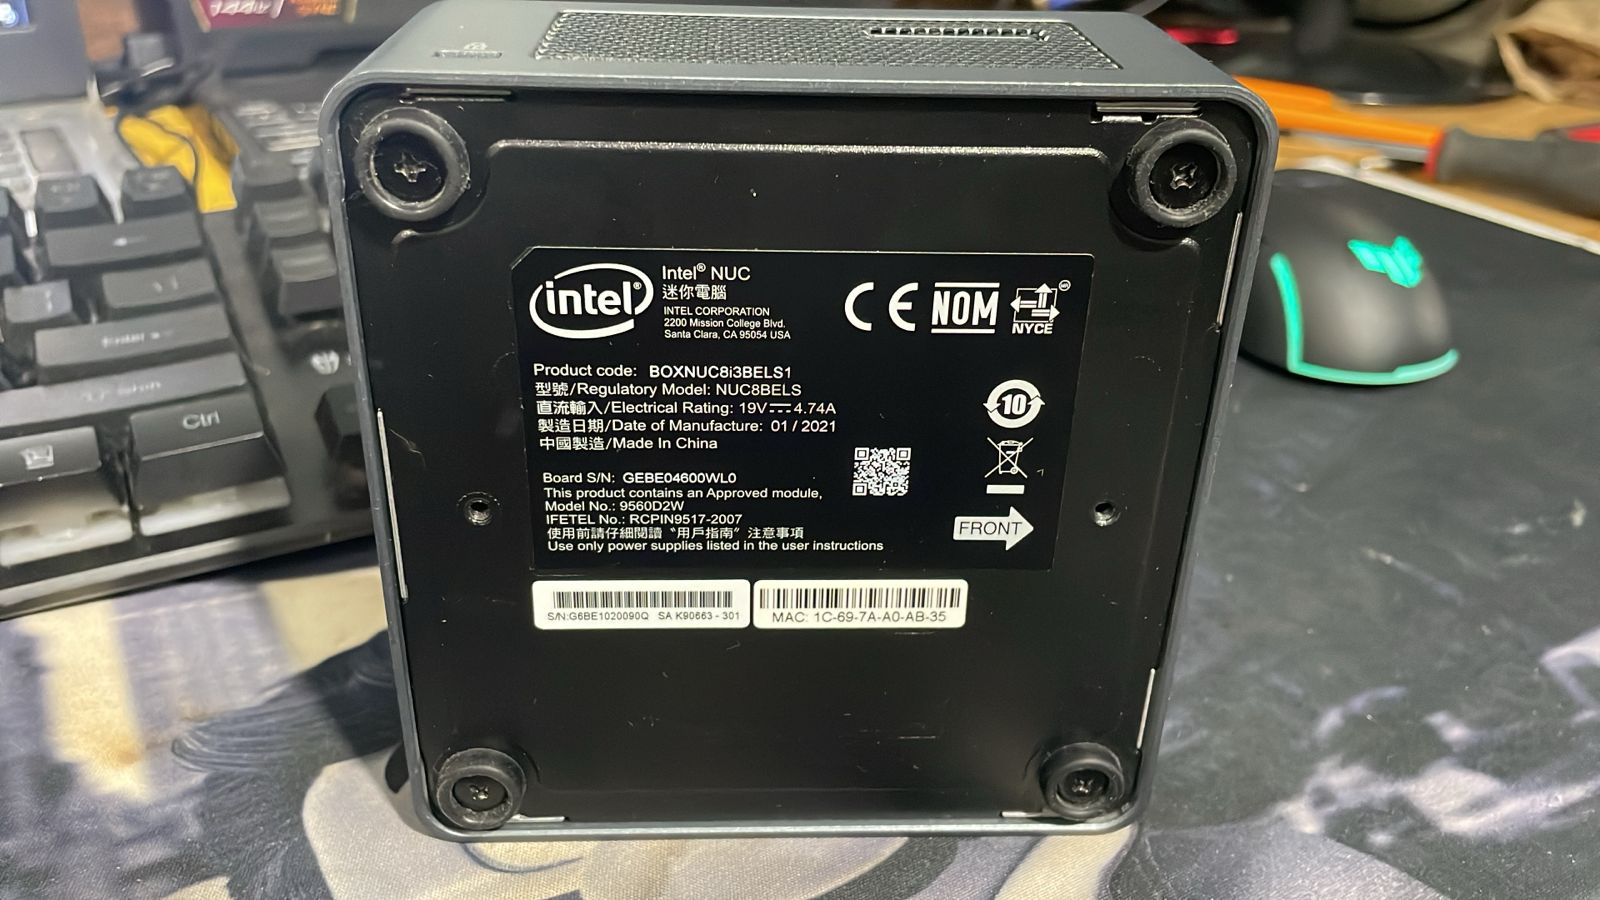 intel®
Intel® NUC
迷你電腦
INTEL CORPORATION
2200 Mission College Blvd.
Santa Clara, CA 95054 USA
CE NOM NYCE
Product code: BOXNUC8i3BELS1
型號/Regulatory Model: NUC8BELS
直流輸入/Electrical Rating: 19V 4.74A
製造日期/Date of Manufacture: 01 / 2021
中國製造/Made In China
10
Board S/N: GEBE04600WL0
This product contains an Approved module,
Model No.: 9560D2W
IFETEL No.: RCPIN9517-2007
使用前請仔細閱讀“用戶指南”注意事項
Use only power supplies listed in the user instructions
FRONT
S/N:G6BE1020090Q SA K90663 - 301
MAC: 1C-69-7A-A0-AB-35
Enter
Shift
Ctrl